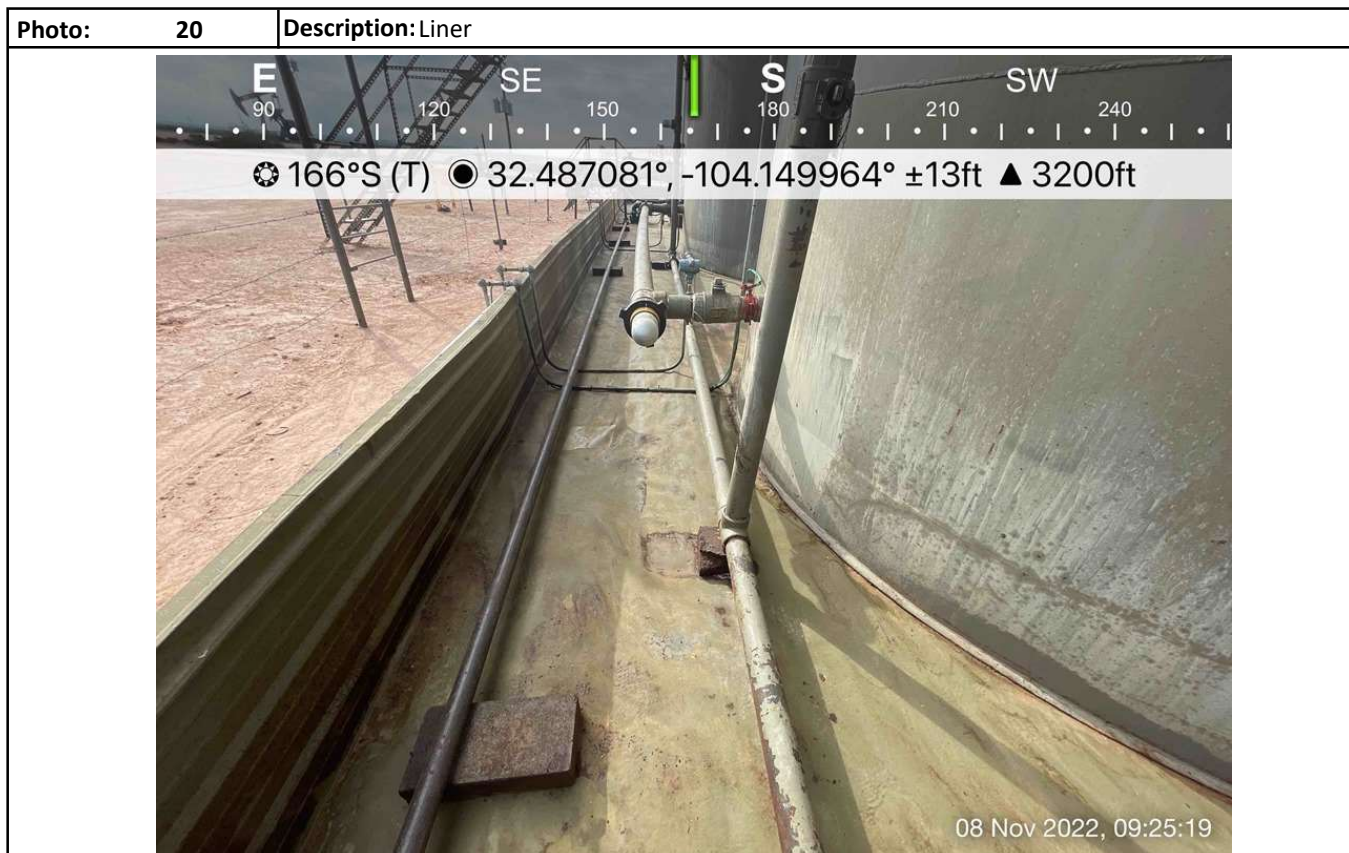 Photo: 20 Description: Liner
E SE S SW
90 120 150 180 210 240
166°S (T) 32.487081°, -104.149964° ±13ft ▲ 3200ft
08 Nov 2022, 09:25:19